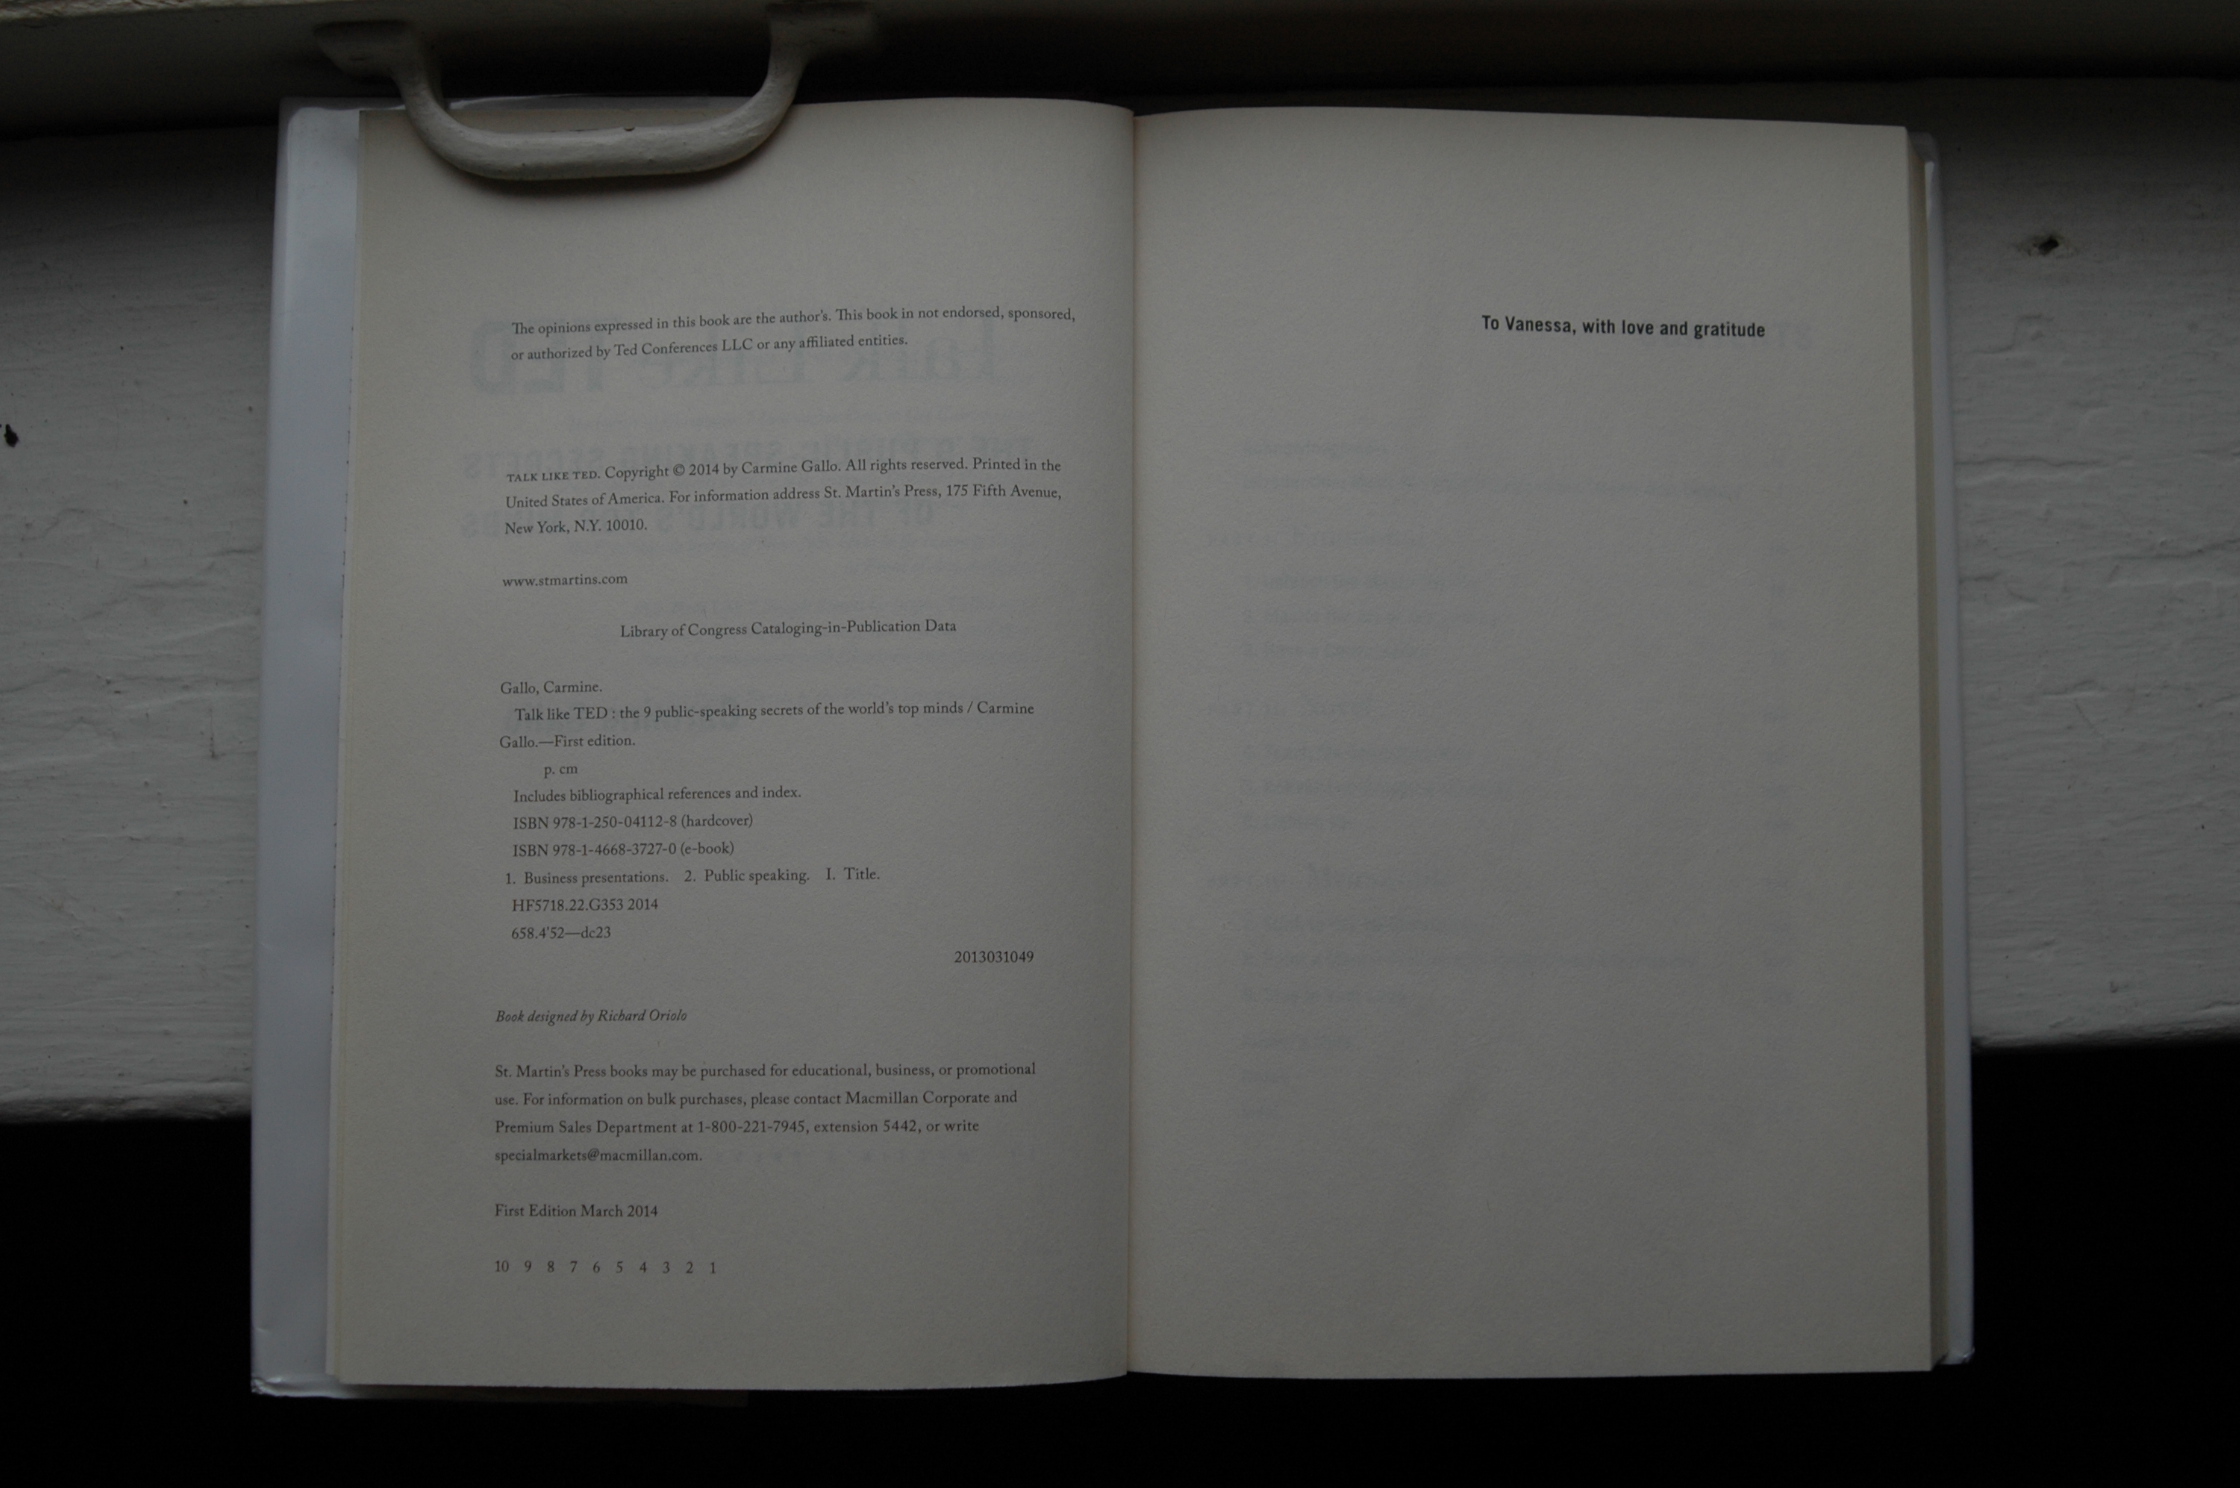 The opinions expressed in this book are the author's. This book in not endorsed, sponsored,
or authorized by Ted Conferences LLC or any affiliated entities.
TALK LIKE TED. Copyright © 2014 by Carmine Gallo. All rights reserved. Printed in the
United States of America. For information address St. Martin's Press, 175 Fifth Avenue,
New York, N.Y. 10010.
www.stmartins.com
Library of Congress Cataloging-in-Publication Data
Gallo, Carmine.
Talk like TED : the 9 public-speaking secrets of the world's top minds / Carmine
Gallo.—First edition.
p. cm
Includes bibliographical references and index.
ISBN 978-1-250-04112-8 (hardcover)
ISBN 978-1-4668-3727-0 (e-book)
1. Business presentations. 2. Public speaking. I. Title.
HF5718.22.G353 2014
658.4'52—dc23
2013031049
Book designed by Richard Oriolo
St. Martin's Press books may be purchased for educational, business, or promotional
use. For information on bulk purchases, please contact Macmillan Corporate and
Premium Sales Department at 1-800-221-7945, extension 5442, or write
specialmarkets@macmillan.com.
First Edition March 2014
10 9 8 7 6 5 4 3 2 1
To Vanessa, with love and gratitude